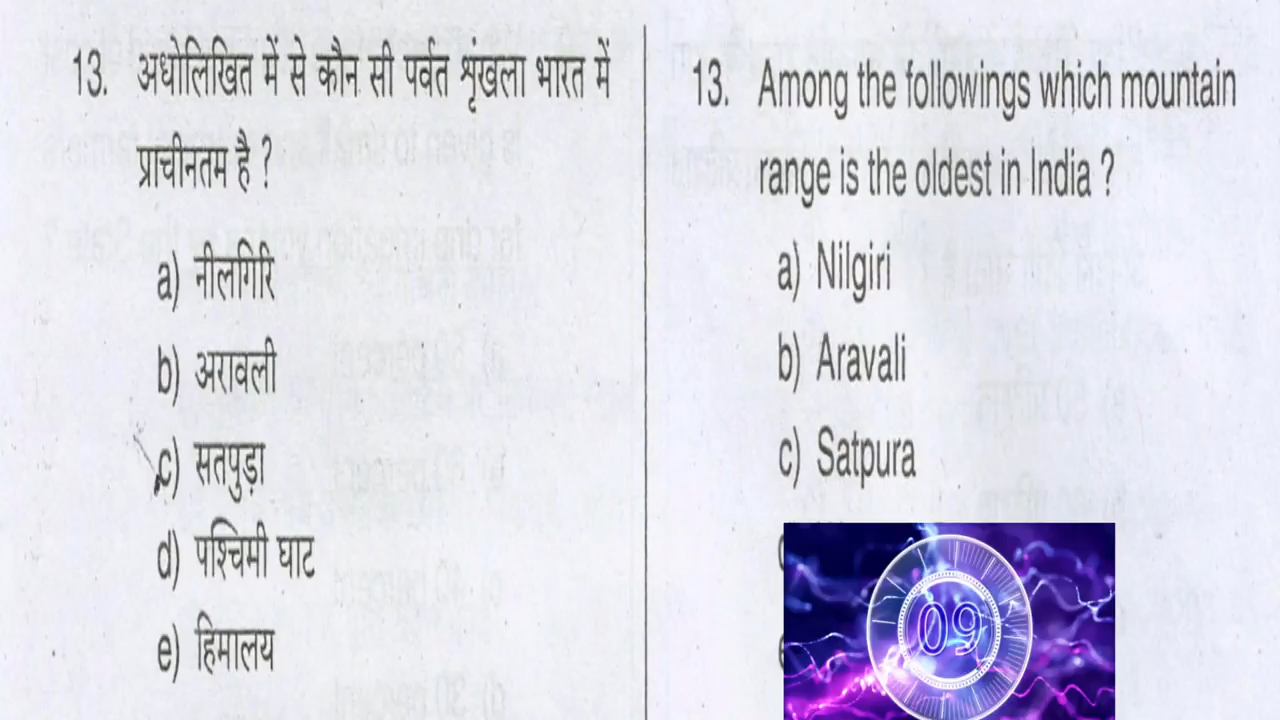 13. अधोलिखित में से कौन सी पर्वत शृंखला भारत में
प्राचीनतम है ?
a) नीलगिरि
b) अरावली
c) सतपुड़ा
d) पश्चिमी घाट
e) हिमालय
13. Among the followings which mountain
range is the oldest in India ?
a) Nilgiri
b) Aravali
c) Satpura
09